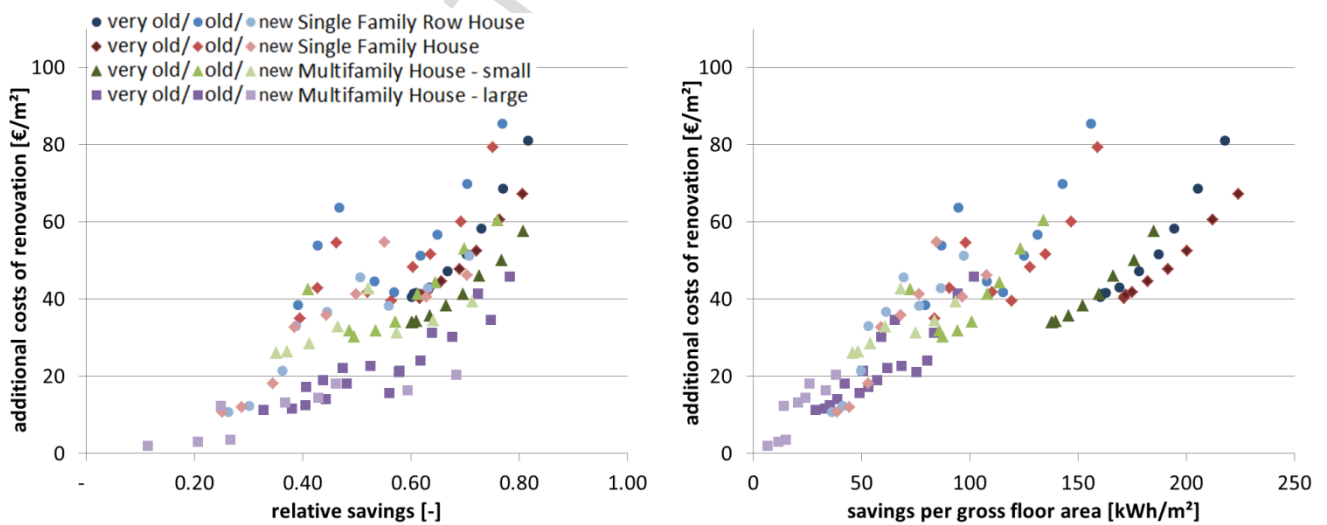 very old/ old/ new Single Family Row House
very old/ old/ new Single Family House
very old/ old/ new Multifamily House - small
very old/ old/ new Multifamily House - large
additional costs of renovation [€/m²]
100
80
60
40
20
0
- 0.20 0.40 0.60 0.80 1.00
relative savings [-]
additional costs of renovation [€/m²]
100
80
60
40
20
0
0 50 100 150 200 250
savings per gross floor area [kWh/m²]